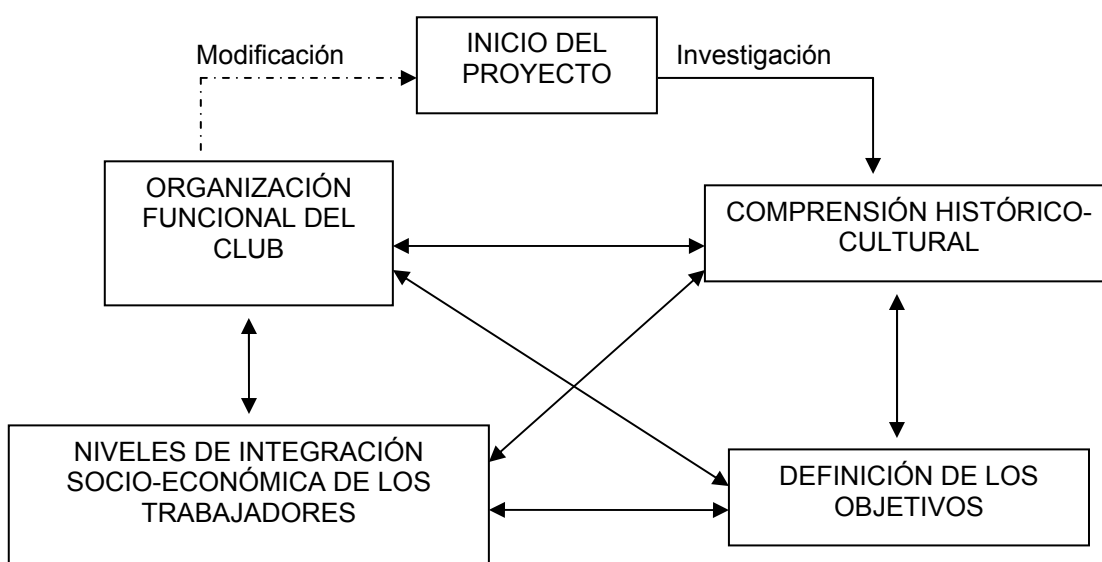 Modificación
INICIO DEL
PROYECTO
Investigación
ORGANIZACIÓN
FUNCIONAL DEL
CLUB
COMPRENSIÓN HISTÓRICO-
CULTURAL
NIVELES DE INTEGRACIÓN
SOCIO-ECONÓMICA DE LOS
TRABAJADORES
DEFINICIÓN DE LOS
OBJETIVOS